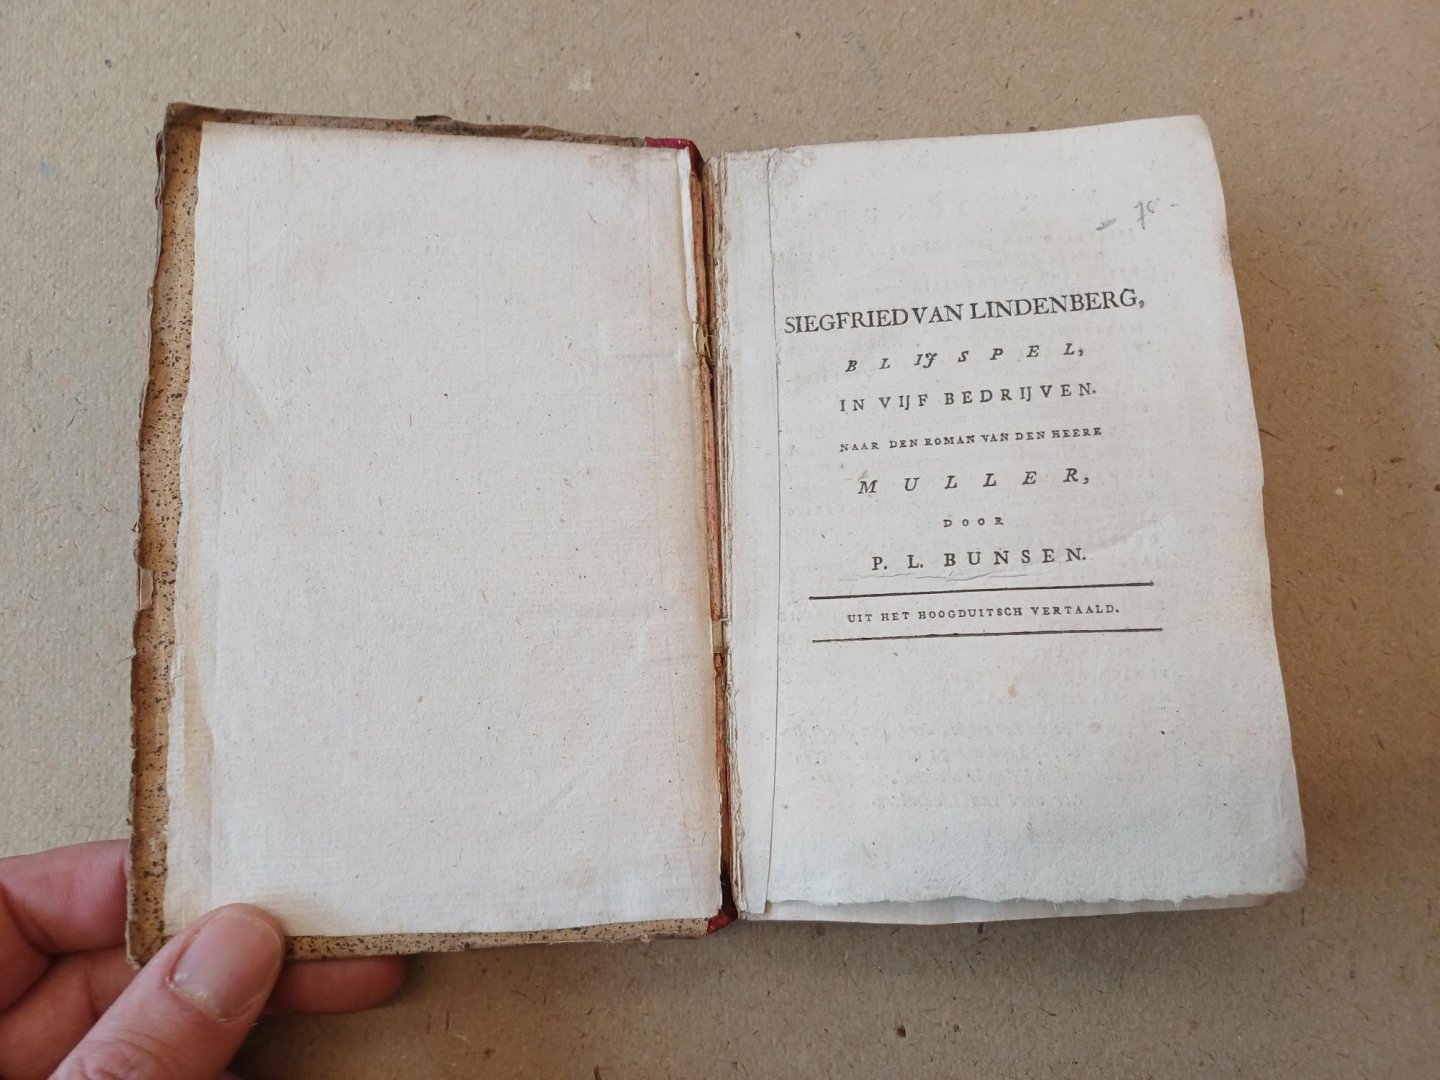 SIEGFRIED VAN LINDENBERG,
BLIJSPEL,
IN VIJF BEDRIJVEN.
NAAR DEN ROMAN VAN DEN HEERE
MULLER,
DOOR
P. L. BUNSEN.
UIT HET HOOGDUITSCH VERTAALD.